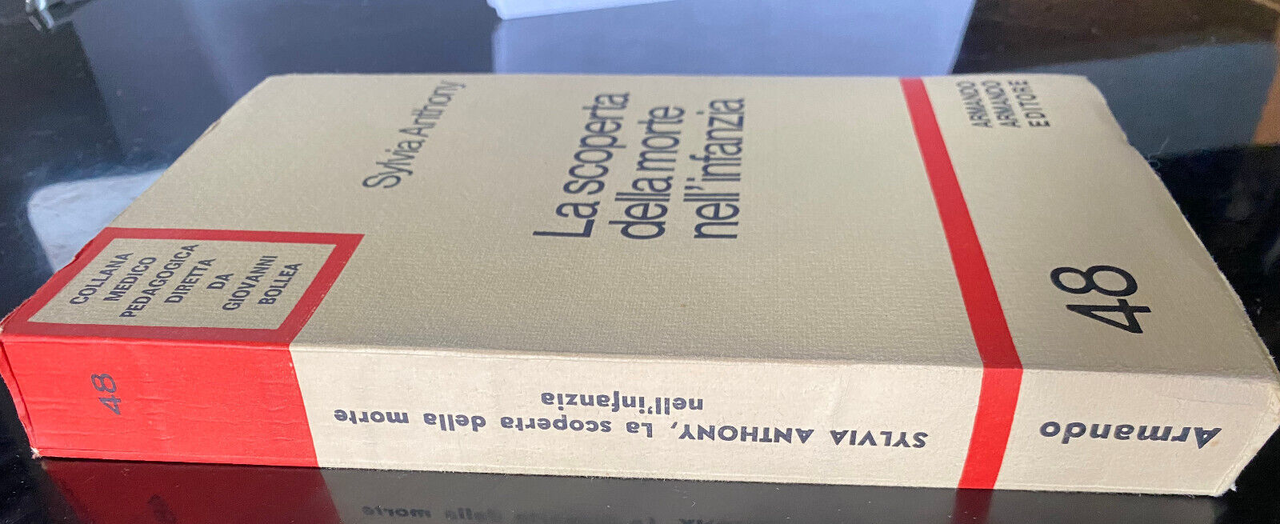 COLLANA
MEDICO
PEDAGOGICA
DIRETTA
DA
GIOVANNI
BOLLEA
Sylvia Anthony
La scoperta
della morte
nell'infanzia
48
ARMANDO
ARMANDO
EDITORE
48
SYLVIA ANTHONY, La scoperta della morte
nell'infanzia
Armando